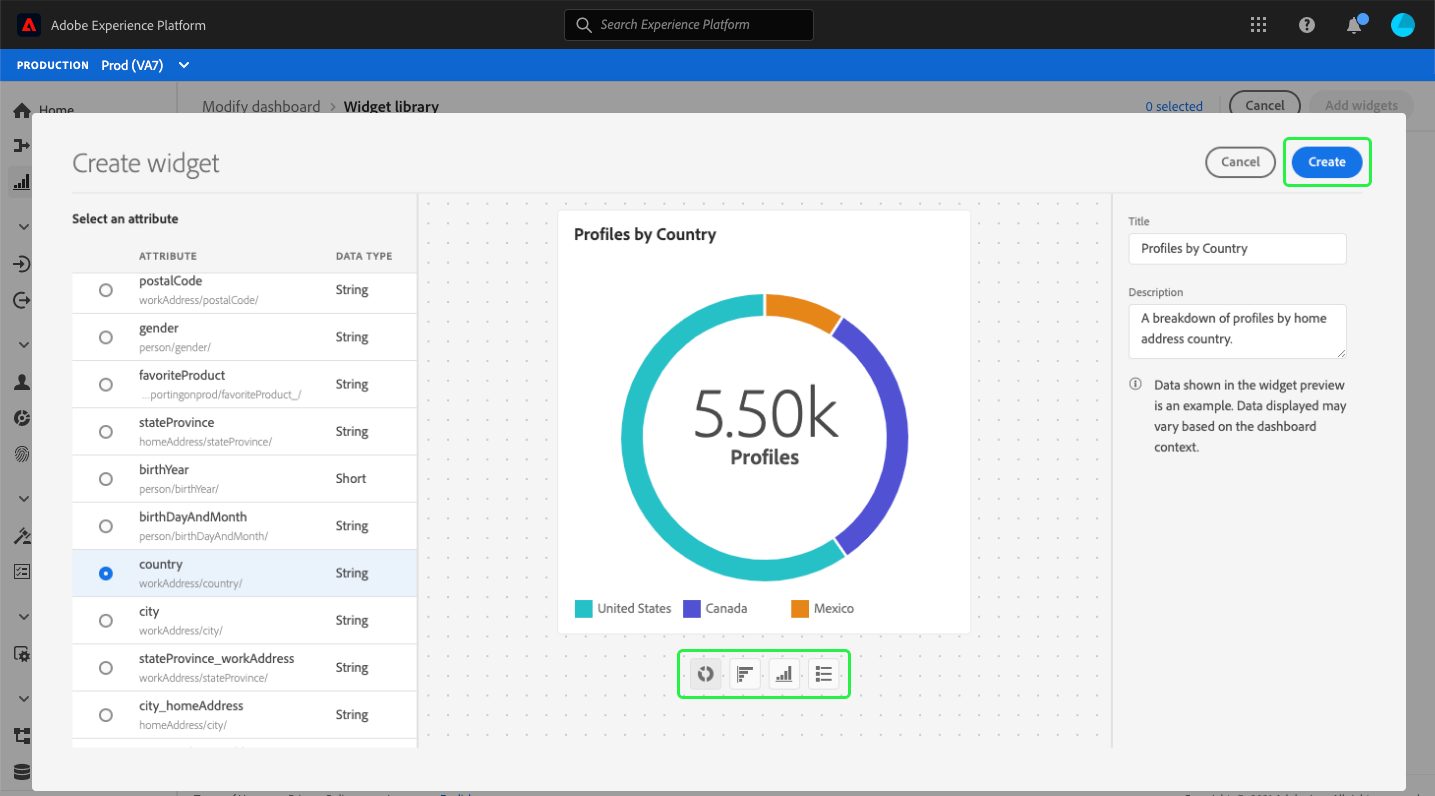 Adobe Experience Platform
Search Experience Platform
PRODUCTION Prod (VA7)
Home
Modify dashboard > Widget library
0 selected
Cancel
Add widgets
Create widget
Cancel
Create
Select an attribute
ATTRIBUTE DATA TYPE
postalCode
workAddress/postalCode/
String
gender
person/gender/
String
favoriteProduct
...portingonprod/favoriteProduct_/
String
stateProvince
homeAddress/stateProvince/
String
birthYear
person/birthYear/
Short
birthDayAndMonth
person/birthDayAndMonth/
String
country
workAddress/country/
String
city
workAddress/city/
String
stateProvince_workAddress
workAddress/stateProvince/
String
city_homeAddress
homeAddress/city/
String
Profiles by Country
5.50k
Profiles
United States Canada Mexico
Title
Profiles by Country
Description
A breakdown of profiles by home
address country.
Data shown in the widget preview
is an example. Data displayed may
vary based on the dashboard
context.